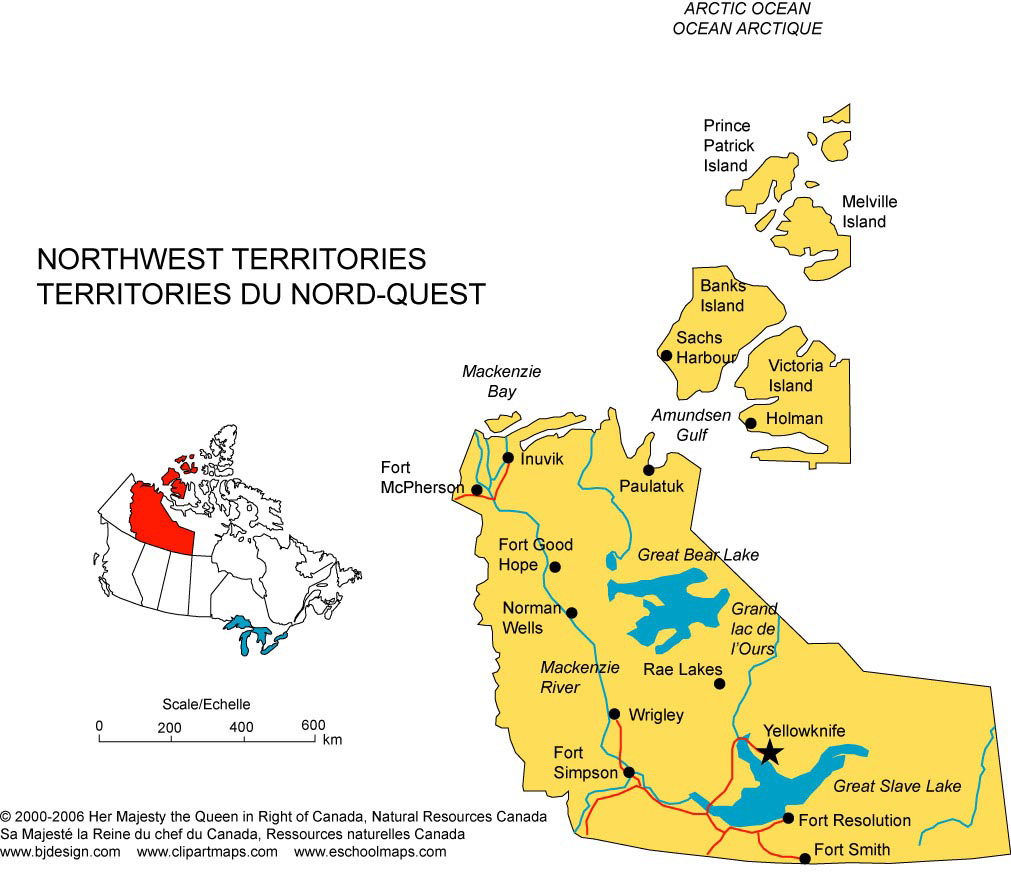 ARCTIC OCEAN
OCEAN ARCTIQUE
Prince
Patrick
Island
Melville
Island
NORTHWEST TERRITORIES
TERRITORIES DU NORD-QUEST
Banks
Island
Sachs
Harbour
Victoria
Island
Mackenzie
Bay
Amundsen
Gulf
Holman
Fort
McPherson
Inuvik
Paulatuk
Fort Good
Hope
Great Bear Lake
Norman
Wells
Grand
lac de
l'Ours
Mackenzie
River
Rae Lakes
Scale/Echelle
0 200 400 600
km
Wrigley
Yellowknife
Fort
Simpson
Great Slave Lake
Fort Resolution
Fort Smith
© 2000-2006 Her Majesty the Queen in Right of Canada, Natural Resources Canada
Sa Majesté la Reine du chef du Canada, Ressources naturelles Canada
www.bjdesign.com www.clipartmaps.com www.eschoolmaps.com